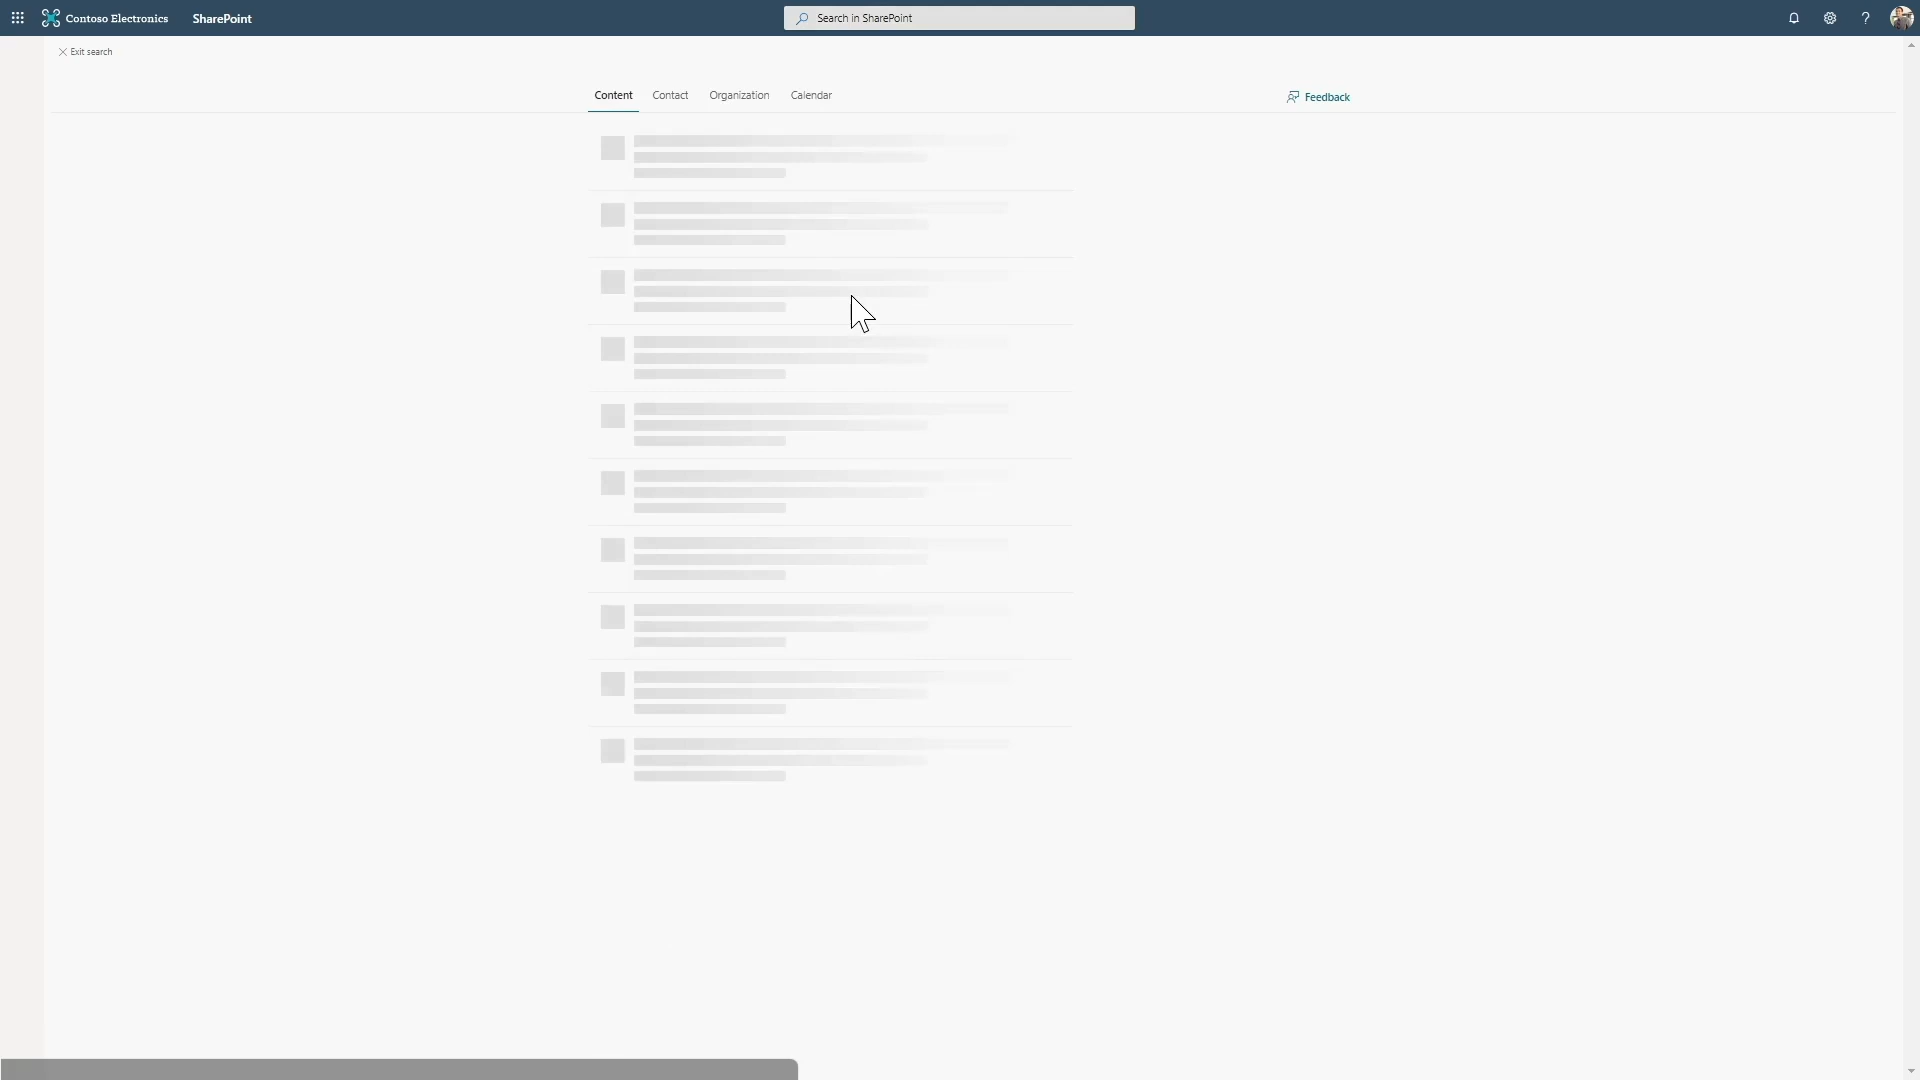 Contoso Electronics
SharePoint
Search in SharePoint
?
Exit search
Content
Contact
Organization
Calendar
Feedback